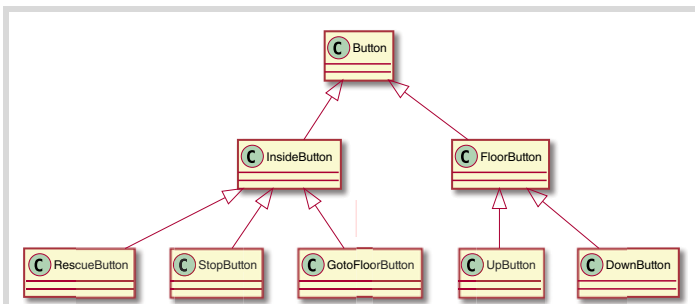 C Button
C InsideButton
C FloorButton
C RescueButton
C StopButton
C GotoFloorButton
C UpButton
C DownButton